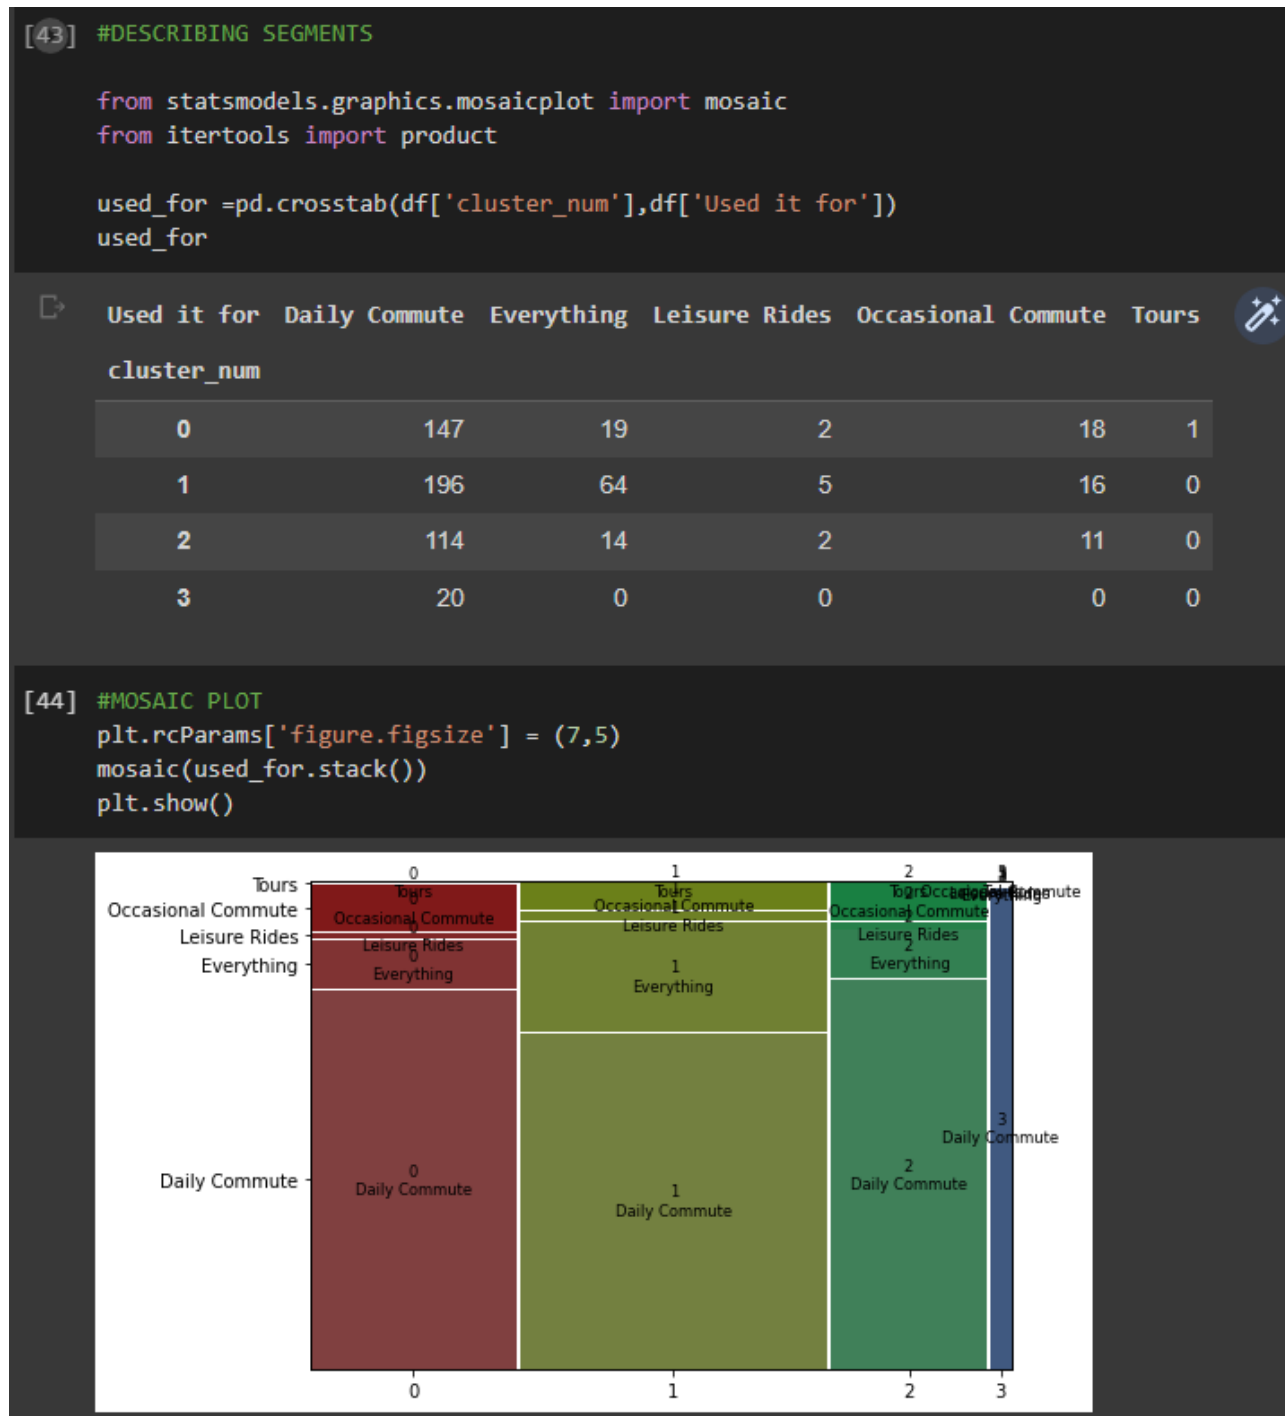 [43] #DESCRIBING SEGMENTS
from statsmodels.graphics.mosaicplot import mosaic
from itertools import product
used_for =pd.crosstab(df['cluster_num'],df['Used it for'])
used_for
Used it for Daily Commute Everything Leisure Rides Occasional Commute Tours
cluster_num
0 147 19 2 18 1
1 196 64 5 16 0
2 114 14 2 11 0
3 20 0 0 0 0
[44] #MOSAIC PLOT
plt.rcParams['figure.figsize'] = (7,5)
mosaic(used_for.stack())
plt.show()
0 1 2
Tours
Occasional Commute
Leisure Rides
Everything
Daily Commute
Tours
0
Occasional Commute
0
Leisure Rides
0
Everything
0
Daily Commute
Tours
1
Occasional Commute
Leisure Rides
1
Everything
1
Daily Commute
Tours
2
Occasional Commute
Leisure Rides
2
Everything
2
Daily Commute
Everything
3
Daily Commute
0 1 2 3